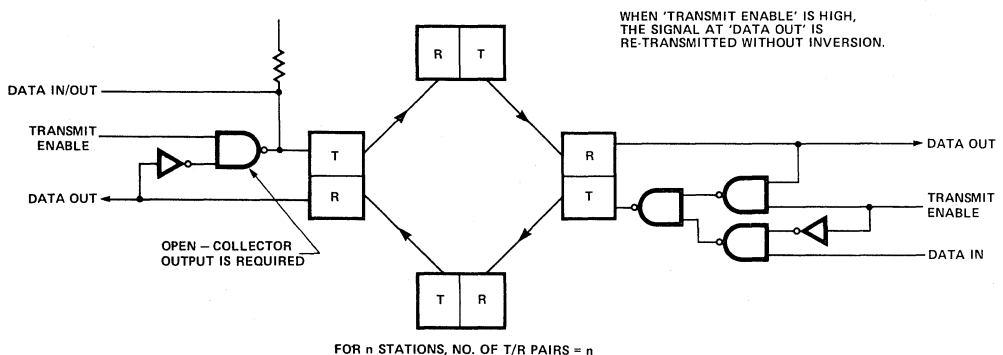 WHEN 'TRANSMIT ENABLE' IS HIGH,
THE SIGNAL AT 'DATA OUT' IS
RE-TRANSMITTED WITHOUT INVERSION.
R T
DATA IN/OUT
TRANSMIT
ENABLE
DATA OUT
T
R
OPEN – COLLECTOR
OUTPUT IS REQUIRED
R
T
DATA OUT
TRANSMIT
ENABLE
DATA IN
T R
FOR n STATIONS, NO. OF T/R PAIRS = n